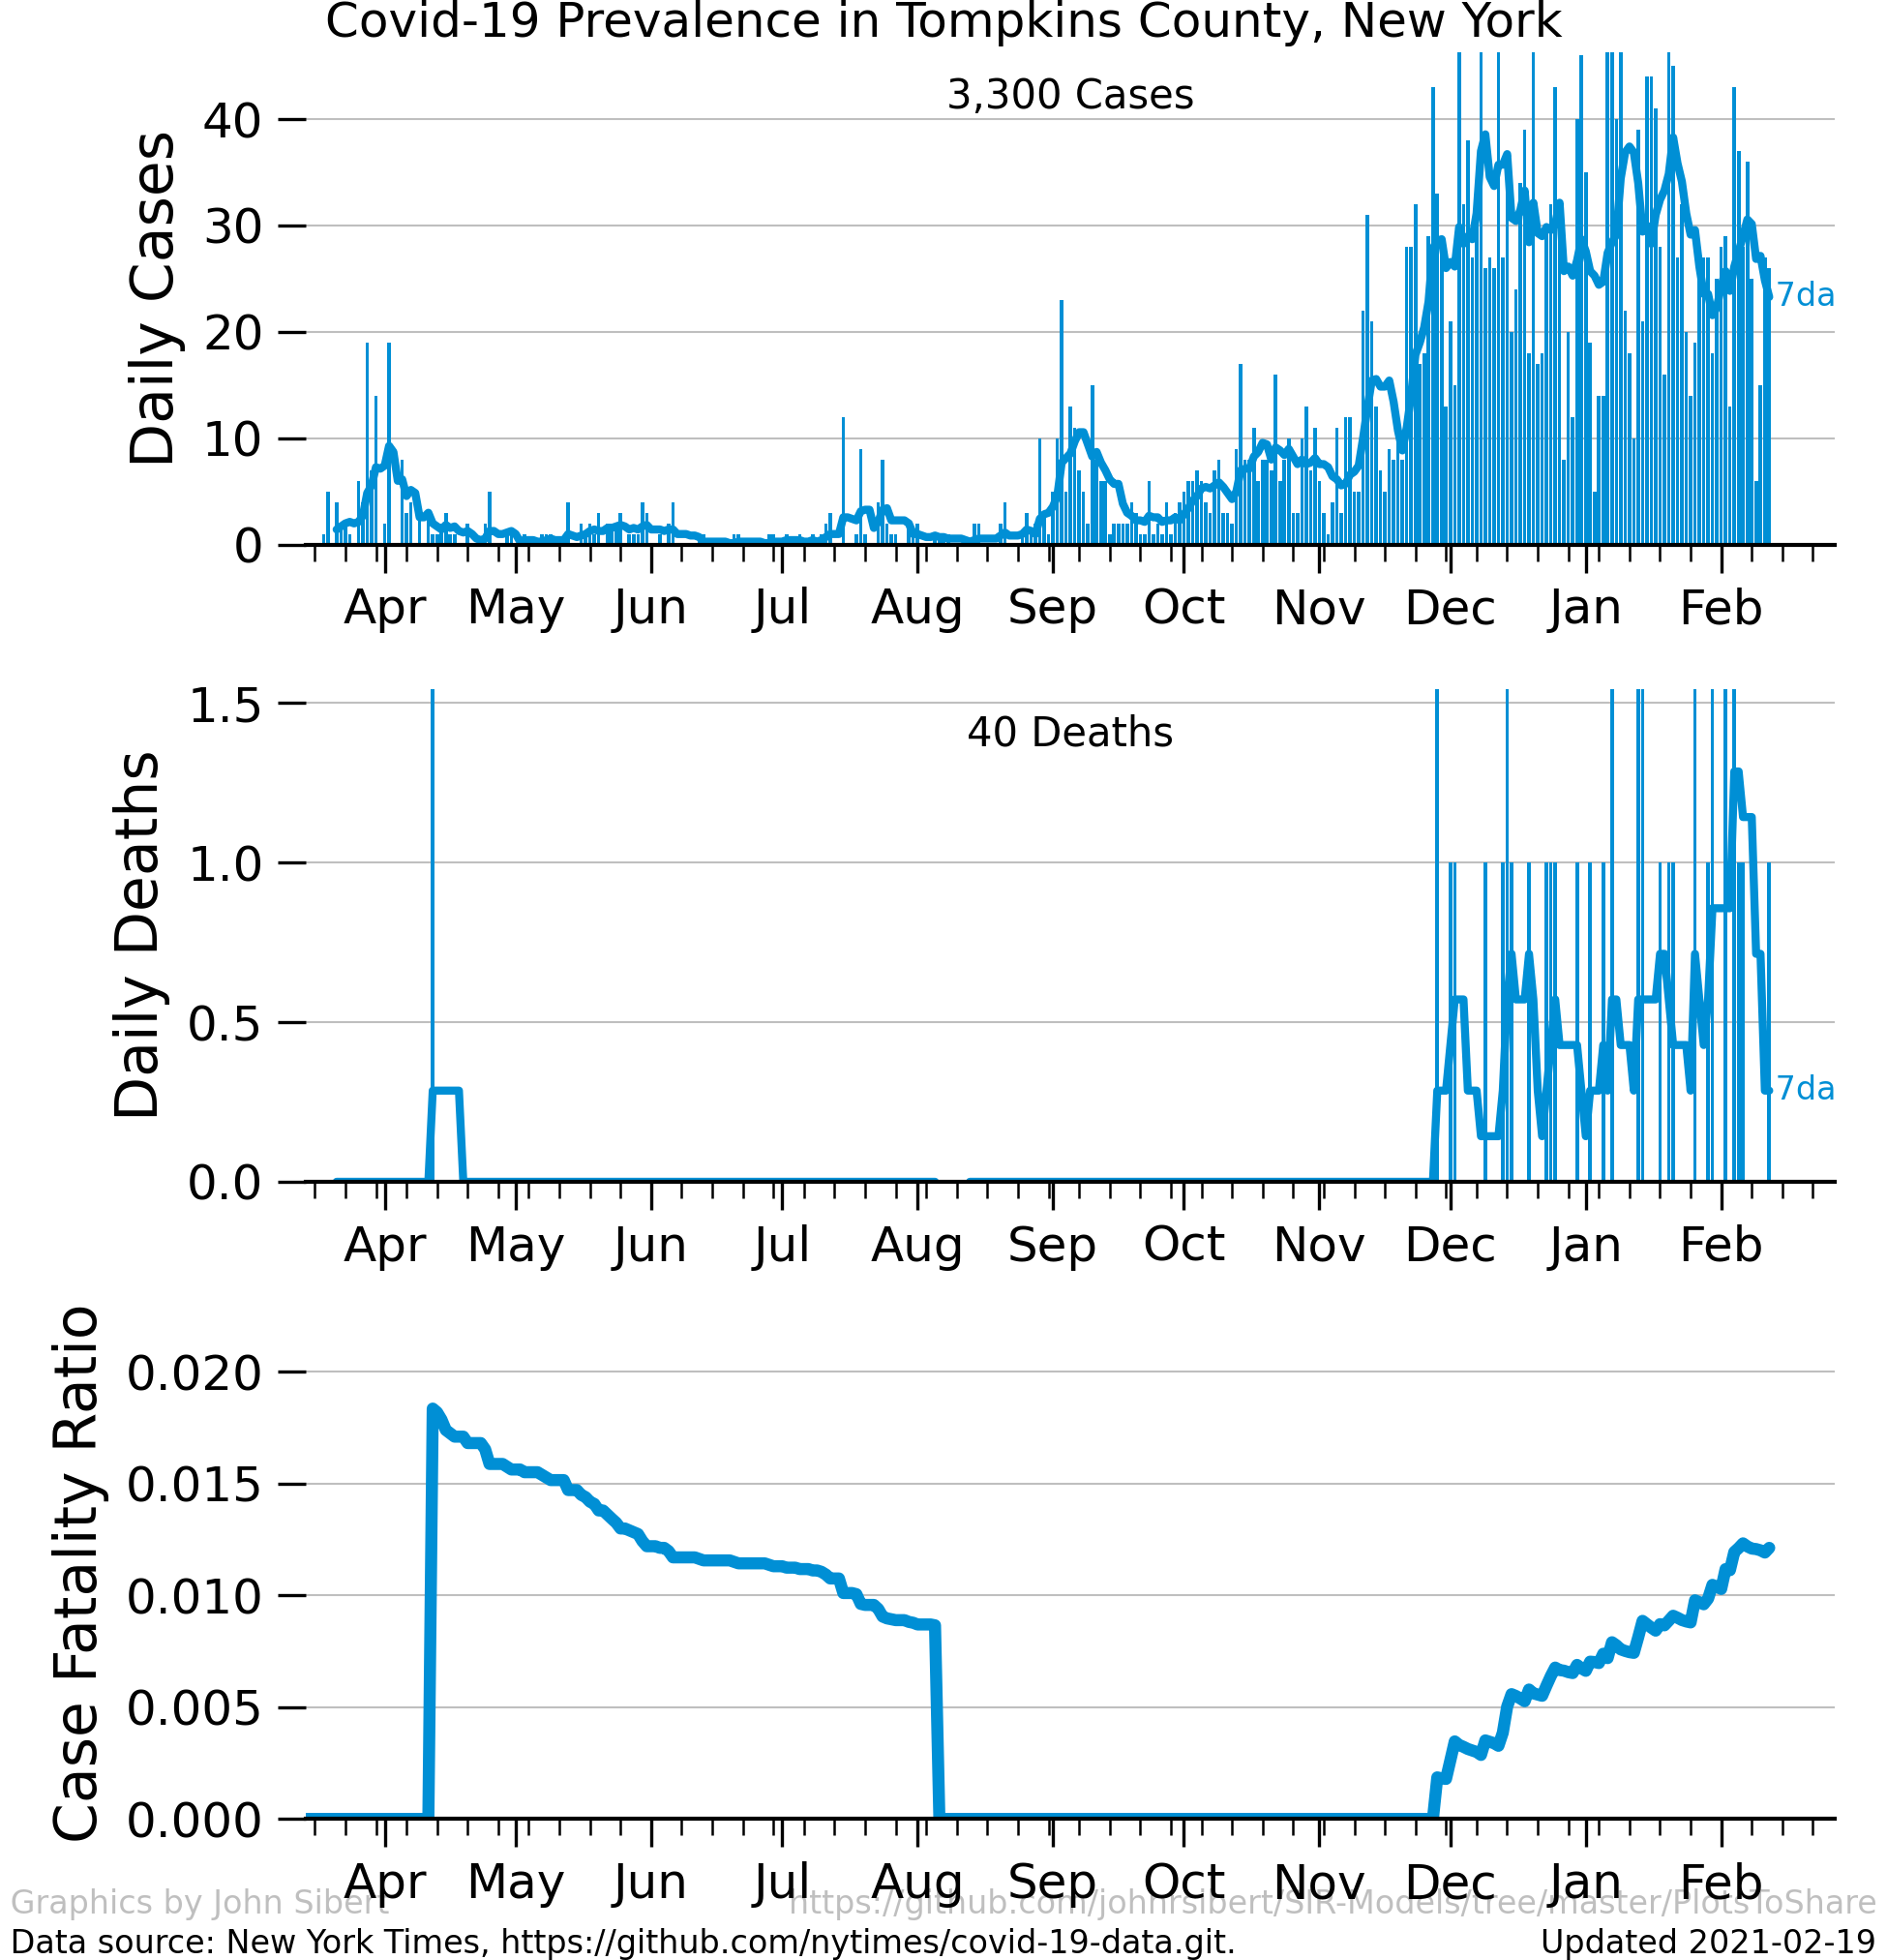 Covid-19 Prevalence in Tompkins County, New York
3,300 Cases
Daily Cases
40
30
20
10
0
7da
Apr May Jun Jul Aug Sep Oct Nov Dec Jan Feb
40 Deaths
Daily Deaths
1.5
1.0
0.5
0.0
7da
Apr May Jun Jul Aug Sep Oct Nov Dec Jan Feb
Case Fatality Ratio
0.020
0.015
0.010
0.005
0.000
Apr May Jun Jul Aug Sep Oct Nov Dec Jan Feb
Graphics by John Sibert https://github.com/johnrsibert/SIR-Models/tree/master/PlotsToShare
Data source: New York Times, https://github.com/nytimes/covid-19-data.git. Updated 2021-02-19